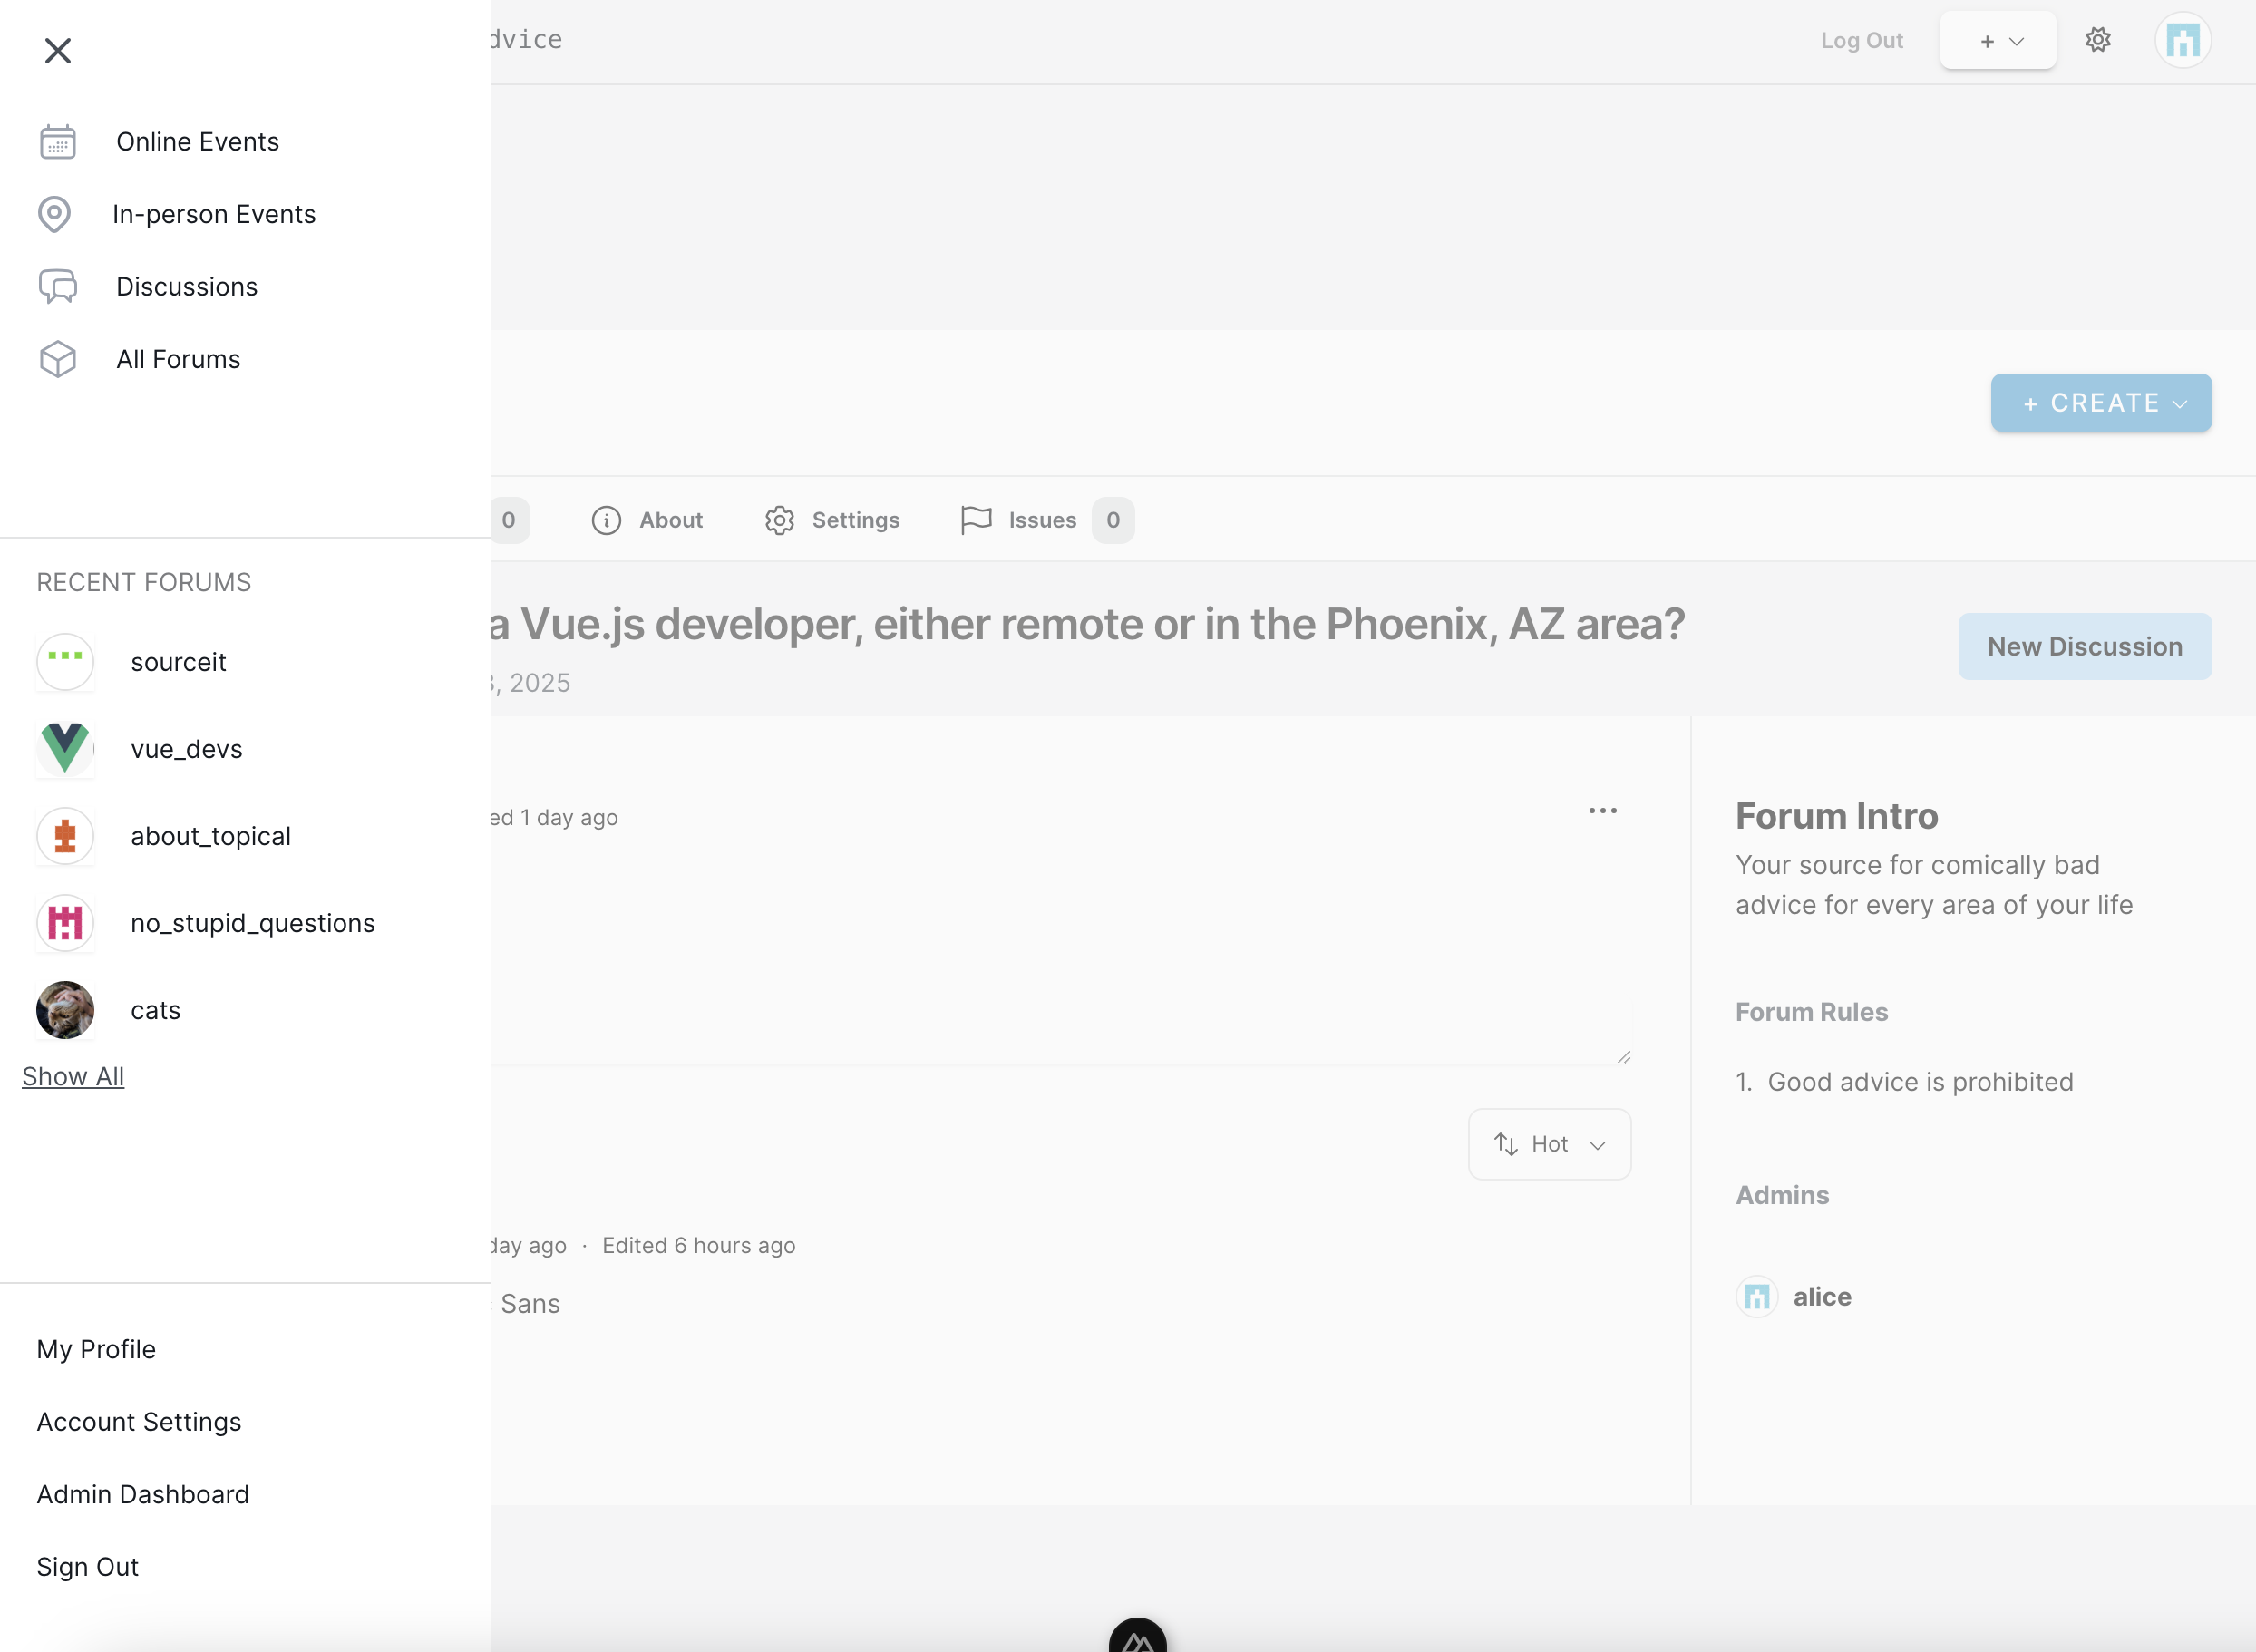 Online Events
In-person Events
Discussions
All Forums
RECENT FORUMS
sourceit
vue_devs
about_topical
no_stupid_questions
cats
Show All
My Profile
Account Settings
Admin Dashboard
Sign Out
dvice
Log Out
+
+ CREATE
0
About
Settings
Issues 0
a Vue.js developer, either remote or in the Phoenix, AZ area?
, 2025
New Discussion
ed 1 day ago
Hot
day ago · Edited 6 hours ago
Sans
Forum Intro
Your source for comically bad
advice for every area of your life
Forum Rules
1. Good advice is prohibited
Admins
alice